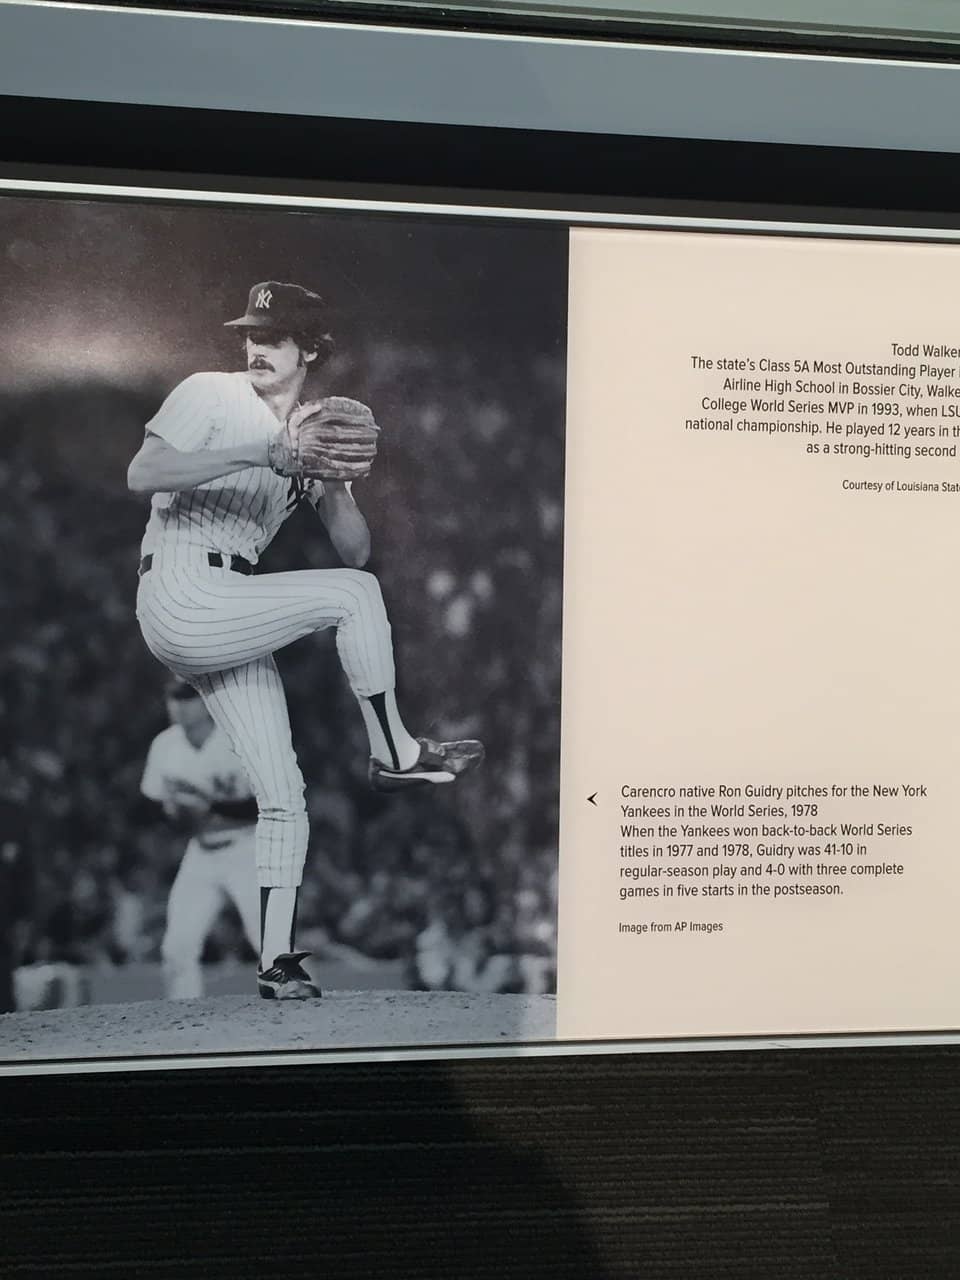 NY
Todd Walker
The state's Class 5A Most Outstanding Player
Airline High School in Bossier City,
College World Series MVP in 1993, when LSU
national championship. He played 12 years in
as a strong-hitting second
Courtesy of Louisiana
Carencro native Ron Guidry pitches for the New York
Yankees in the World Series, 1978
When the Yankees won back-to-back World Series
titles in 1977 and 1978, Guidry was 41-10 in
regular-season play and 4-0 with three complete
games in five starts in the postseason.
Image from AP Images